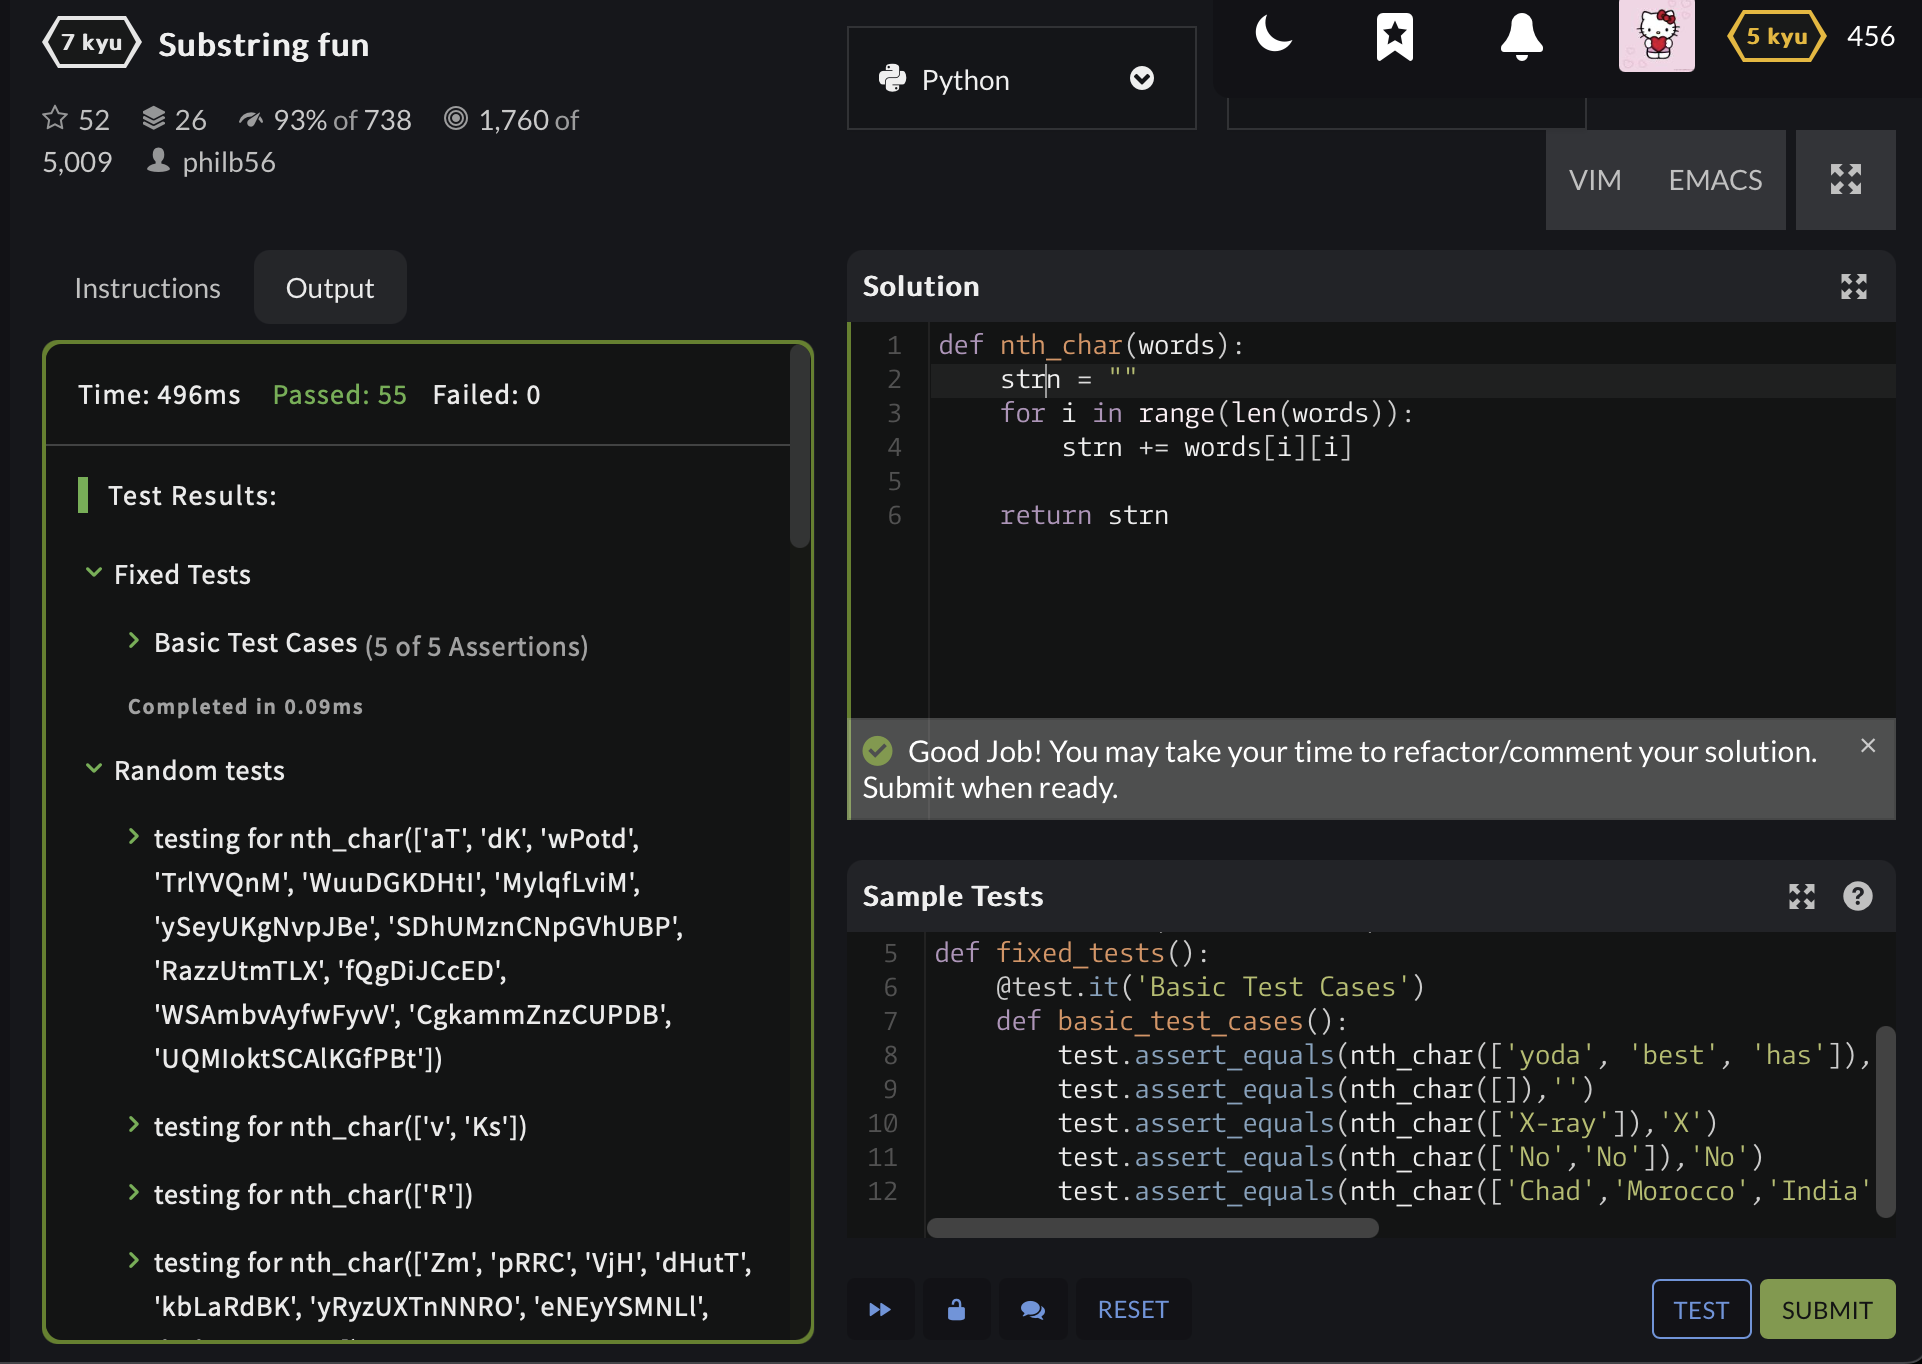 7 kyu Substring fun
52 26 93% of 738 1,760 of
5,009 philb56
Python
5 kyu 456
VIM EMACS
Instructions Output
Time: 496ms Passed: 55 Failed: 0
Test Results:
Fixed Tests
Basic Test Cases (5 of 5 Assertions)
Completed in 0.09ms
Random tests
testing for nth_char(['aT', 'dK', 'wPotd',
'TrlYVQnM', 'WuuDGKDHtI', 'MylqfLviM',
'ySeyUKgNvpJBe', 'SDhUMznCNpGVhUBP',
'RazzUtmTLX', 'fQgDiJCcED',
'WSAmbvAyfwFyvV', 'CgkammZnzCUPDB',
'UQMIoktSCAlKGfPBt'])
testing for nth_char(['v', 'Ks'])
testing for nth_char(['R'])
testing for nth_char(['Zm', 'pRRC', 'VjH', 'dHutT',
'kbLaRdBK', 'yRyzUXTnNNRO', 'eNEyYSMNLl',
Solution
1 def nth_char(words):
2 strn = ""
3 for i in range(len(words)):
4 strn += words[i][i]
5
6 return strn
Good Job! You may take your time to refactor/comment your solution.
Submit when ready.
Sample Tests
5 def fixed_tests():
6 @test.it('Basic Test Cases')
7 def basic_test_cases():
8 test.assert_equals(nth_char(['yoda', 'best', 'has']),
9 test.assert_equals(nth_char([]),'')
10 test.assert_equals(nth_char(['X-ray']),'X')
11 test.assert_equals(nth_char(['No','No']),'No')
12 test.assert_equals(nth_char(['Chad','Morocco','India'
RESET TEST SUBMIT